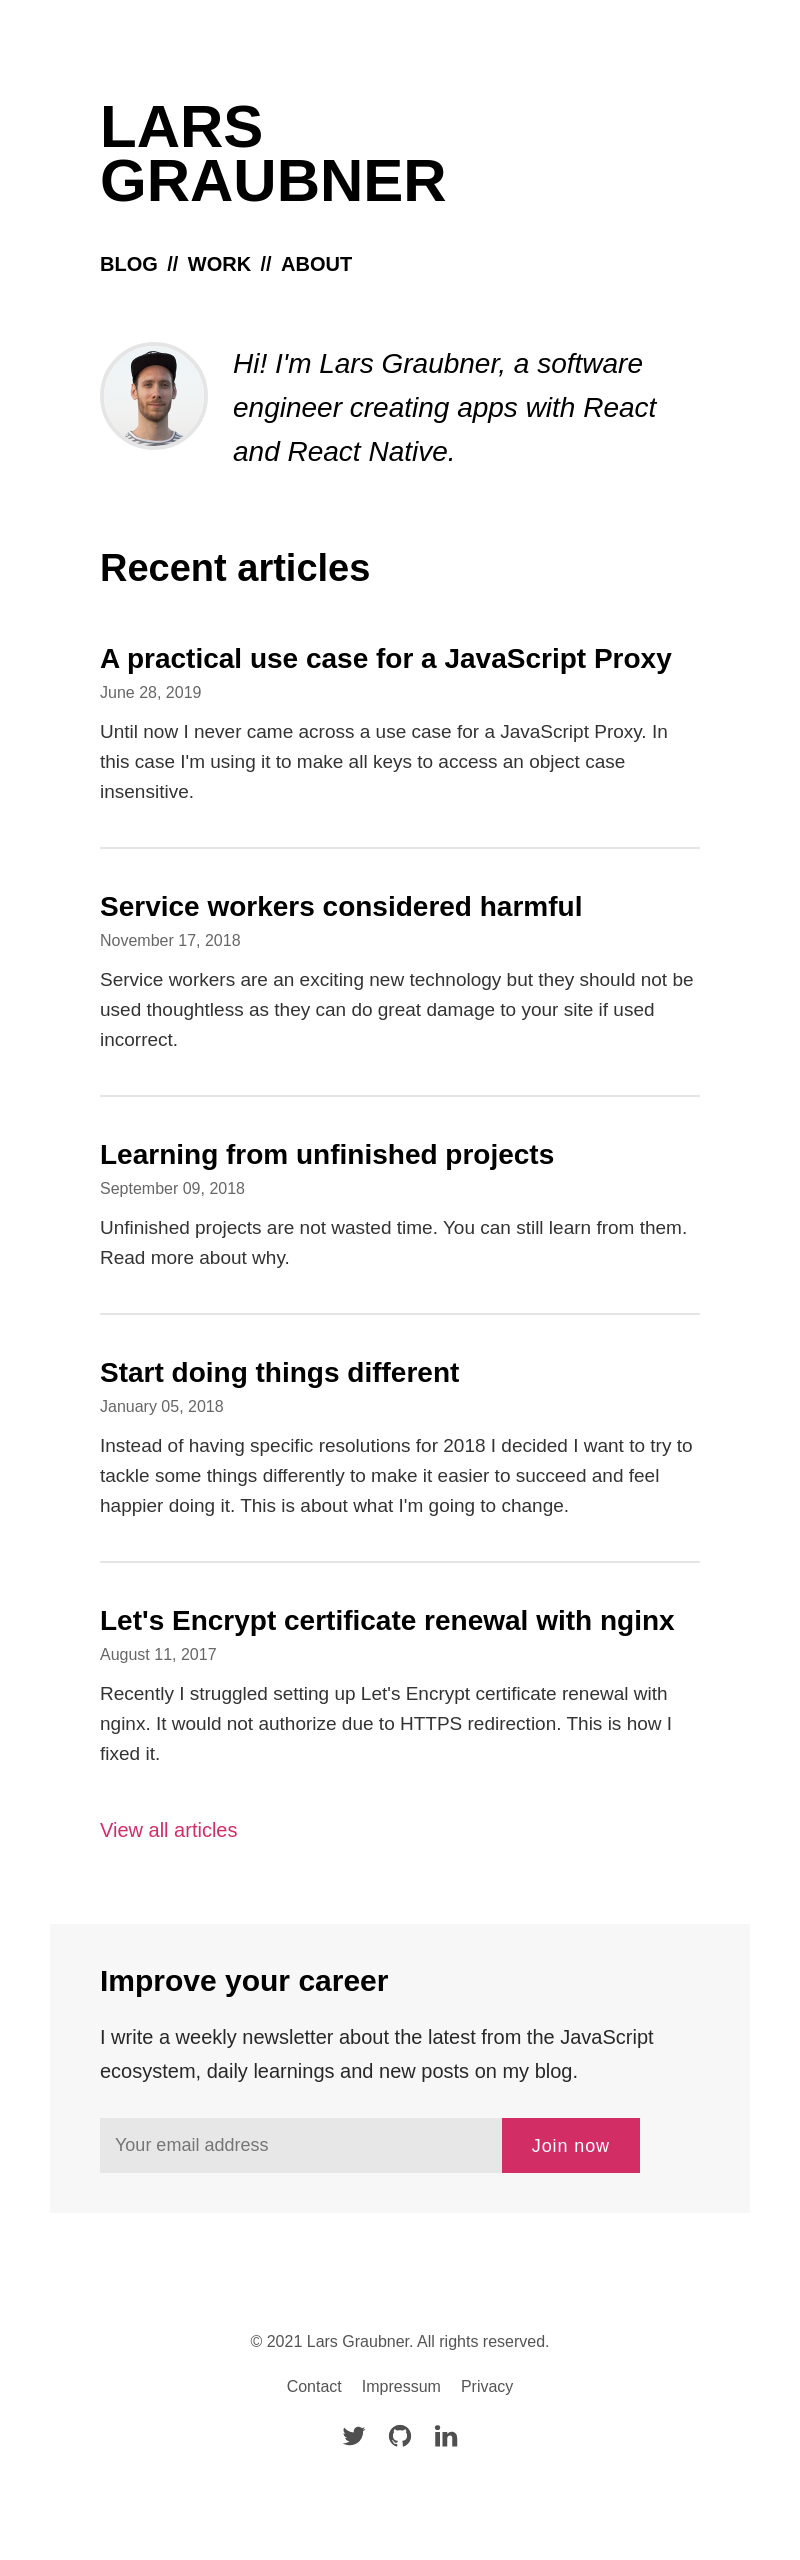 LARS
GRAUBNER
BLOG // WORK // ABOUT
Hi! I'm Lars Graubner, a software
engineer creating apps with React
and React Native.
Recent articles
A practical use case for a JavaScript Proxy
June 28, 2019
Until now I never came across a use case for a JavaScript Proxy. In
this case I'm using it to make all keys to access an object case
insensitive.
Service workers considered harmful
November 17, 2018
Service workers are an exciting new technology but they should not be
used thoughtless as they can do great damage to your site if used
incorrect.
Learning from unfinished projects
September 09, 2018
Unfinished projects are not wasted time. You can still learn from them.
Read more about why.
Start doing things different
January 05, 2018
Instead of having specific resolutions for 2018 I decided I want to try to
tackle some things differently to make it easier to succeed and feel
happier doing it. This is about what I'm going to change.
Let's Encrypt certificate renewal with nginx
August 11, 2017
Recently I struggled setting up Let's Encrypt certificate renewal with
nginx. It would not authorize due to HTTPS redirection. This is how I
fixed it.
View all articles
Improve your career
I write a weekly newsletter about the latest from the JavaScript
ecosystem, daily learnings and new posts on my blog.
Your email address Join now
© 2021 Lars Graubner. All rights reserved.
Contact Impressum Privacy